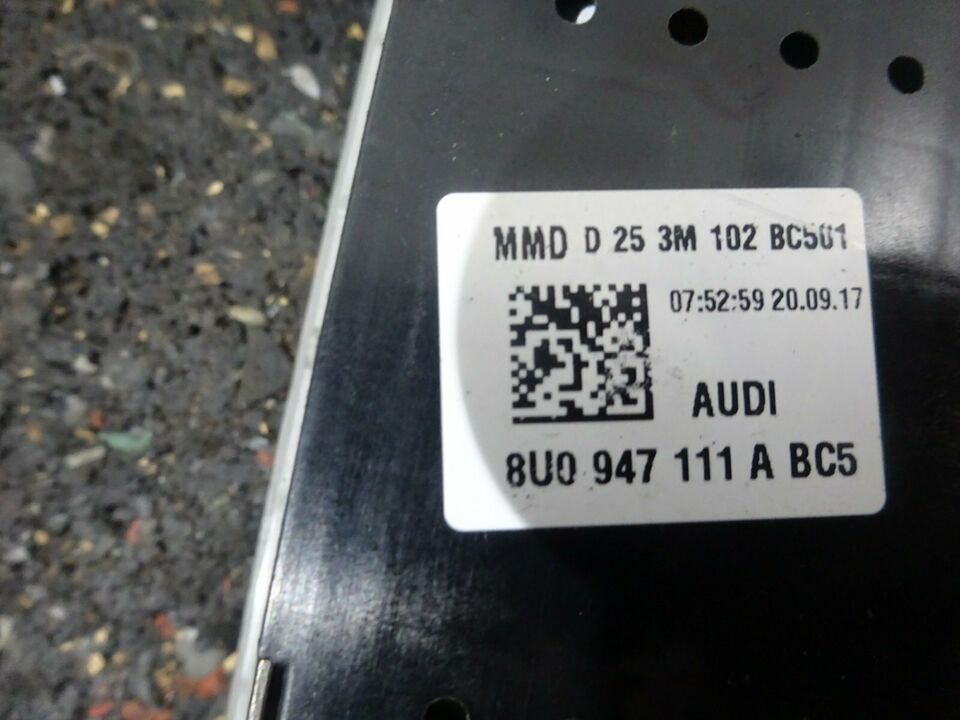 MMD D 25 3M 102 BC501
07:52:59 20.09.17
AUDI
8U0 947 111 A BC5